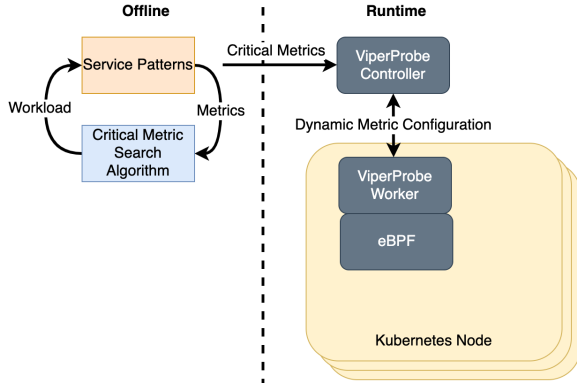 Offline
Runtime
Service Patterns
Critical Metrics
ViperProbe
Controller
Workload
Metrics
Critical Metric
Search
Algorithm
Dynamic Metric Configuration
ViperProbe
Worker
eBPF
Kubernetes Node